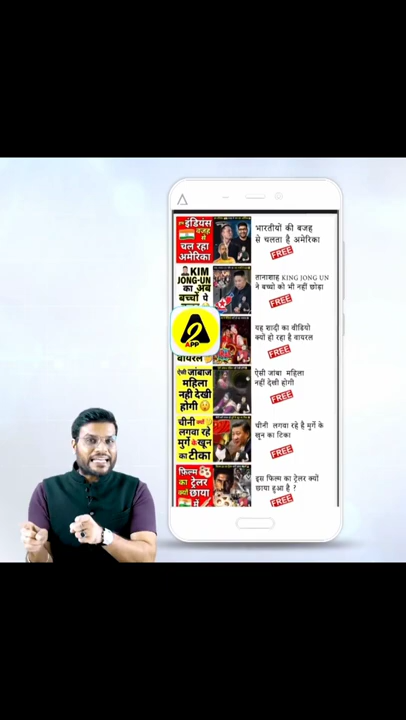 इंडियंस
वजह
से
चल रहा
अमेरिका
भारतीयों की वजह
से चलता है अमेरिका
FREE
KIM
JONG-UN
का अब
बच्चों पे
तानाशाह KING JONG UN
ने बच्चो को भी नहीं छोड़ा
FREE
APP
वायरल
यह शादी का वीडियो
क्यों हो रहा है वायरल
FREE
ऐसी जांबाज
महिला
नही देखी
होगी
ऐसी जांबा महिला
नहीं देखी होगी
FREE
चीनी क्यों
लगवा रहे
मुर्गे के खून
का टीका
चीनी लगवा रहे है मुर्गे के
खुन का टिका
FREE
फ़िल्म
का ट्रेलर
क्यों छाया
में
इस फिल्म का ट्रेलर क्यों
छाया हुआ है ?
FREE